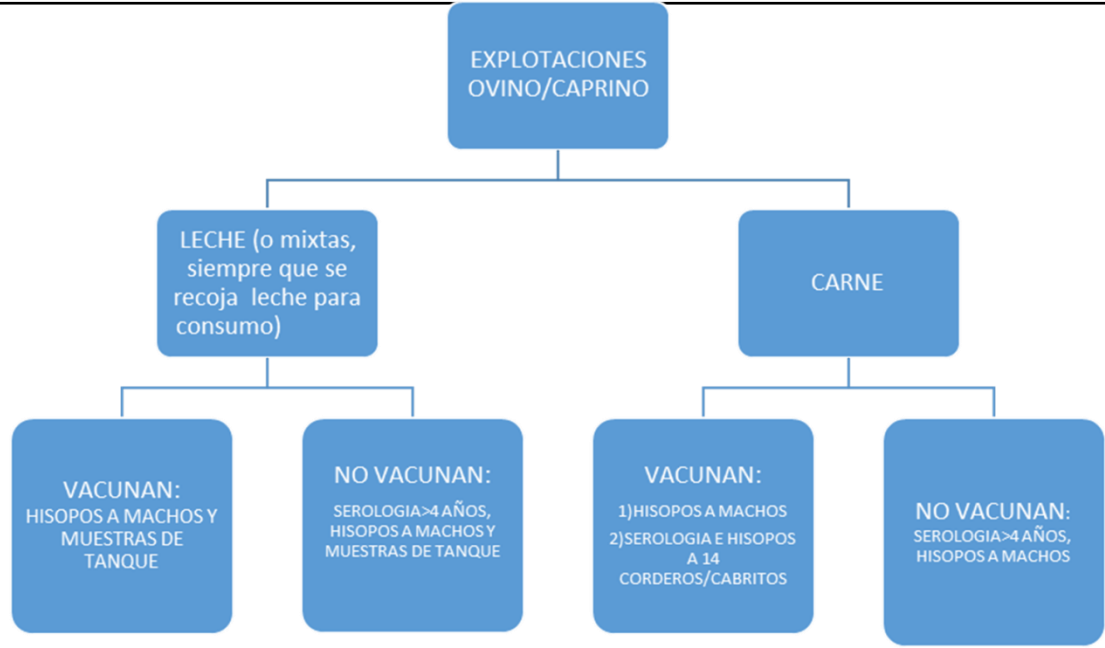 EXPLOTACIONES
OVINO/CAPRINO
LECHE (o mixtas,
siempre que se
recoja leche para
consumo)
CARNE
VACUNAN:
HISOPOS A MACHOS Y
MUESTRAS DE
TANQUE
NO VACUNAN:
SEROLOGIA>4 AÑOS,
HISOPOS A MACHOS Y
MUESTRAS DE TANQUE
VACUNAN:
1)HISOPOS A MACHOS
2)SEROLOGIA E HISOPOS
A 14
CORDEROS/CABRITOS
NO VACUNAN:
SEROLOGIA>4 AÑOS,
HISOPOS A MACHOS